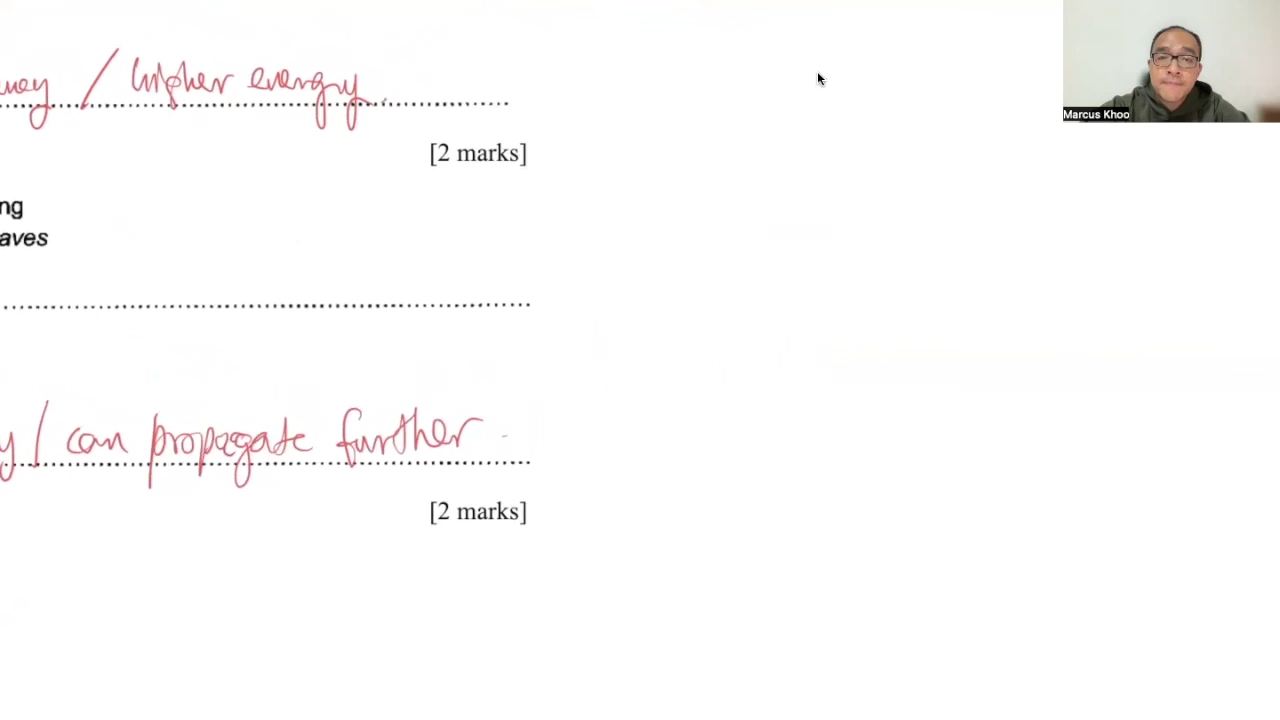 / higher energy
[2 marks]
ng
aves
y / can propagate further.
[2 marks]
Marcus Khoo